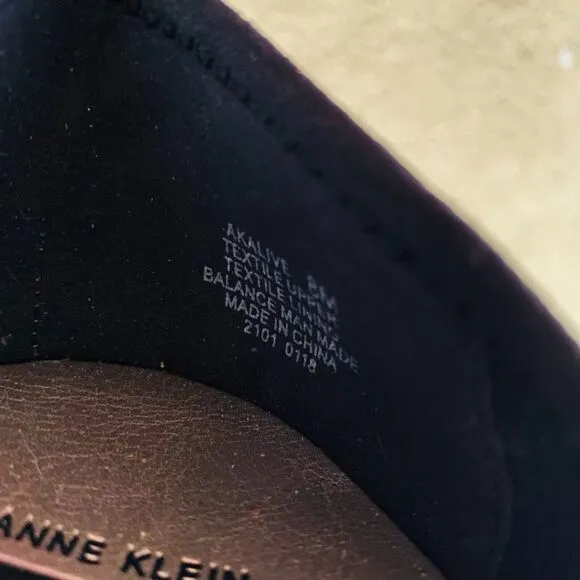 AKALIVE
TEXTILE UPPER
TEXTILE LINING
BALANCE MAN MADE
MADE IN CHINA
2101 0118
ANNE KLEIN